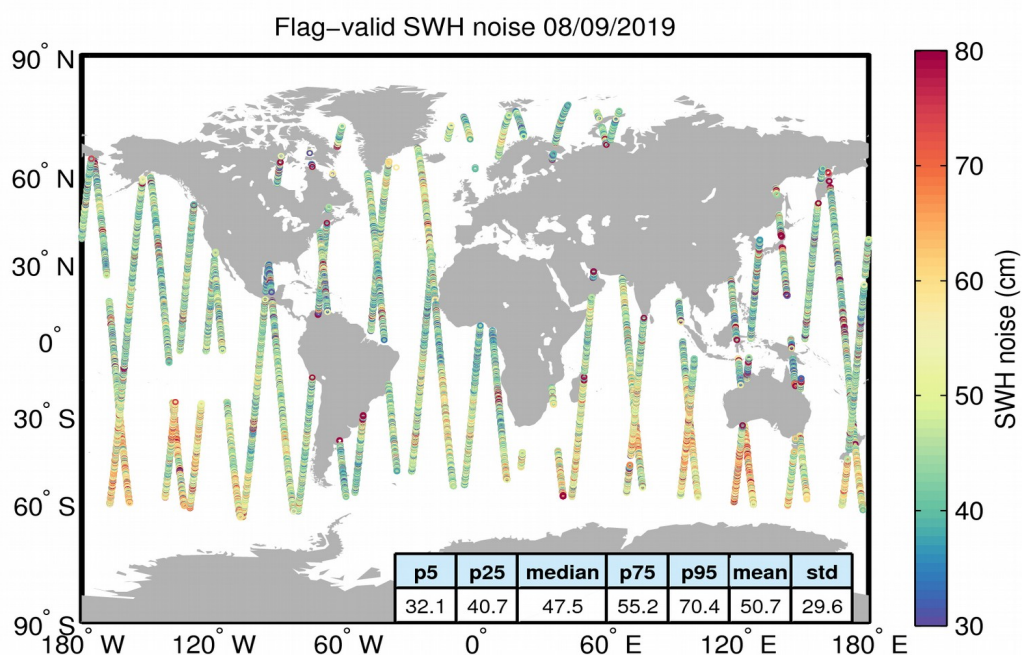 Flag−valid SWH noise 08/09/2019
90° N
60° N
30° N
0°
30° S
60° S
90° S
180° W
120° W
60° W
0°
60° E
120° E
180° E
p5 p25 median p75 p95 mean std
32.1 40.7 47.5 55.2 70.4 50.7 29.6
80
70
60
50
40
30
SWH noise (cm)